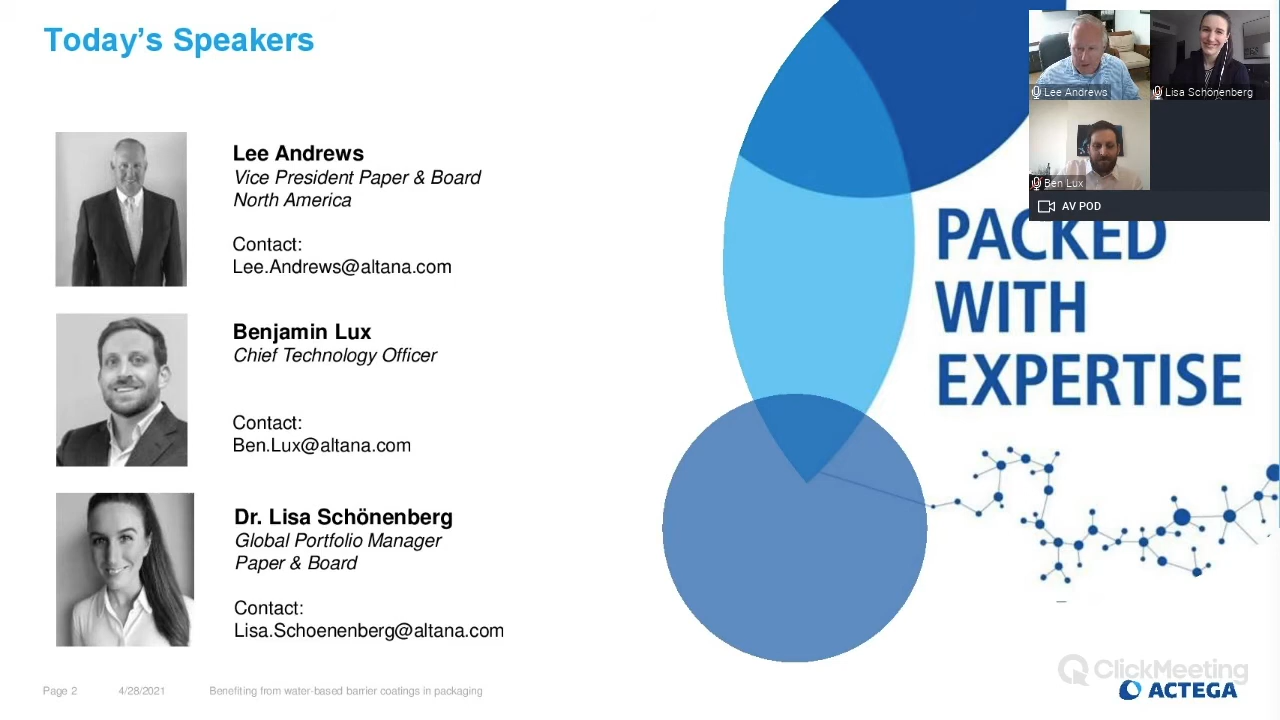 Today's Speakers
Lee Andrews
Vice President Paper & Board
North America
Contact:
Lee.Andrews@altana.com
Benjamin Lux
Chief Technology Officer
Contact:
Ben.Lux@altana.com
Dr. Lisa Schönenberg
Global Portfolio Manager
Paper & Board
Contact:
Lisa.Schoenenberg@altana.com
Page 2
4/28/2021
Benefiting from water-based barrier coatings in packaging
Lee Andrews
Lisa Schönenberg
Ben Lux
AV POD
PACKED
WITH
EXPERTISE
ClickMeeting
ACTEGA